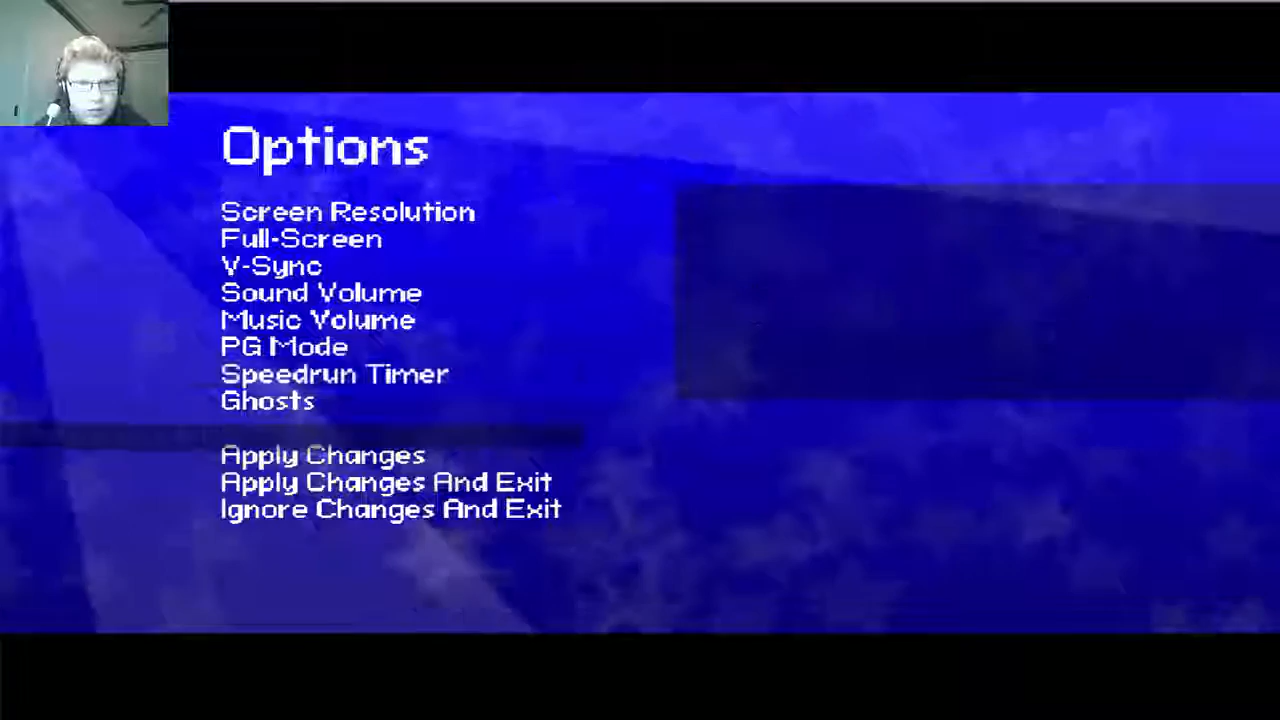 Options
Screen Resolution
Full-Screen
V-Sync
Sound Volume
Music Volume
PG Mode
Speedrun Timer
Ghosts
Apply Changes
Apply Changes And Exit
Ignore Changes And Exit